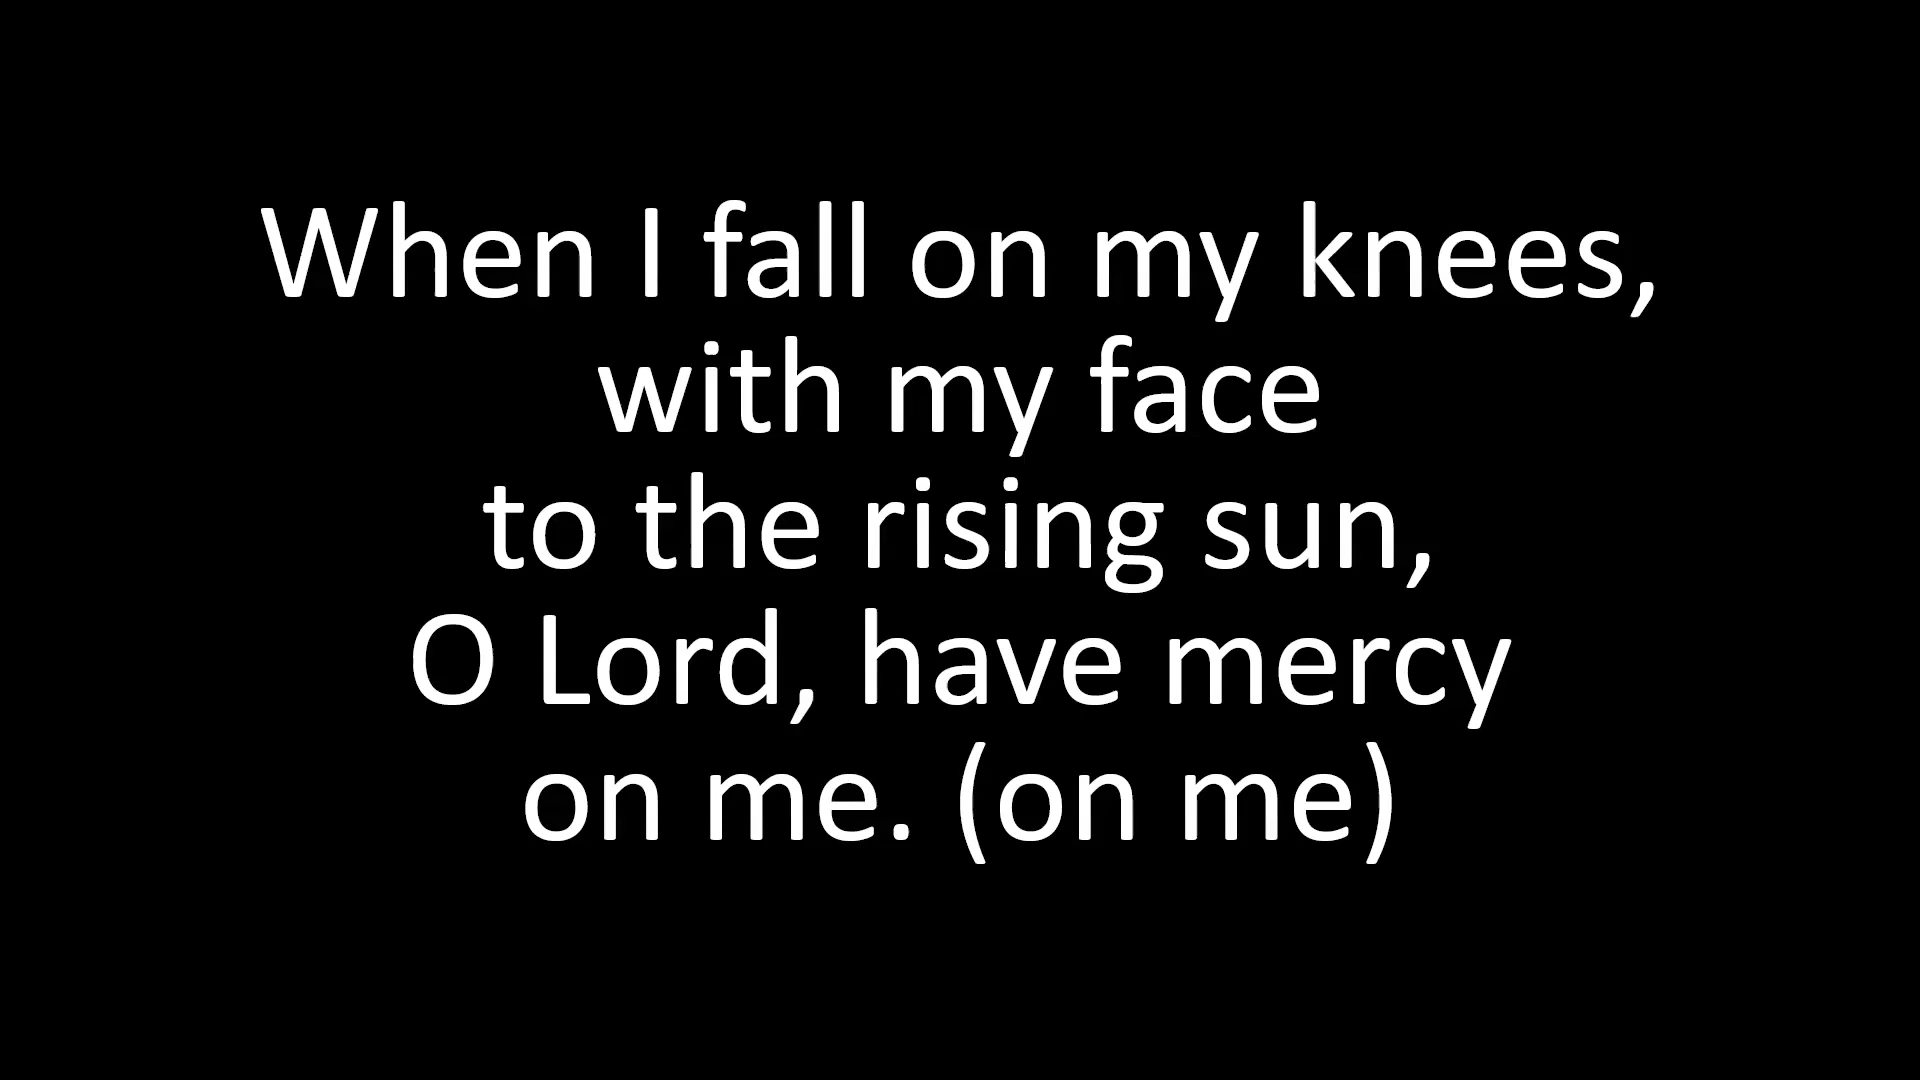 When I fall on my knees,
with my face
to the rising sun,
O Lord, have mercy
on me. (on me)